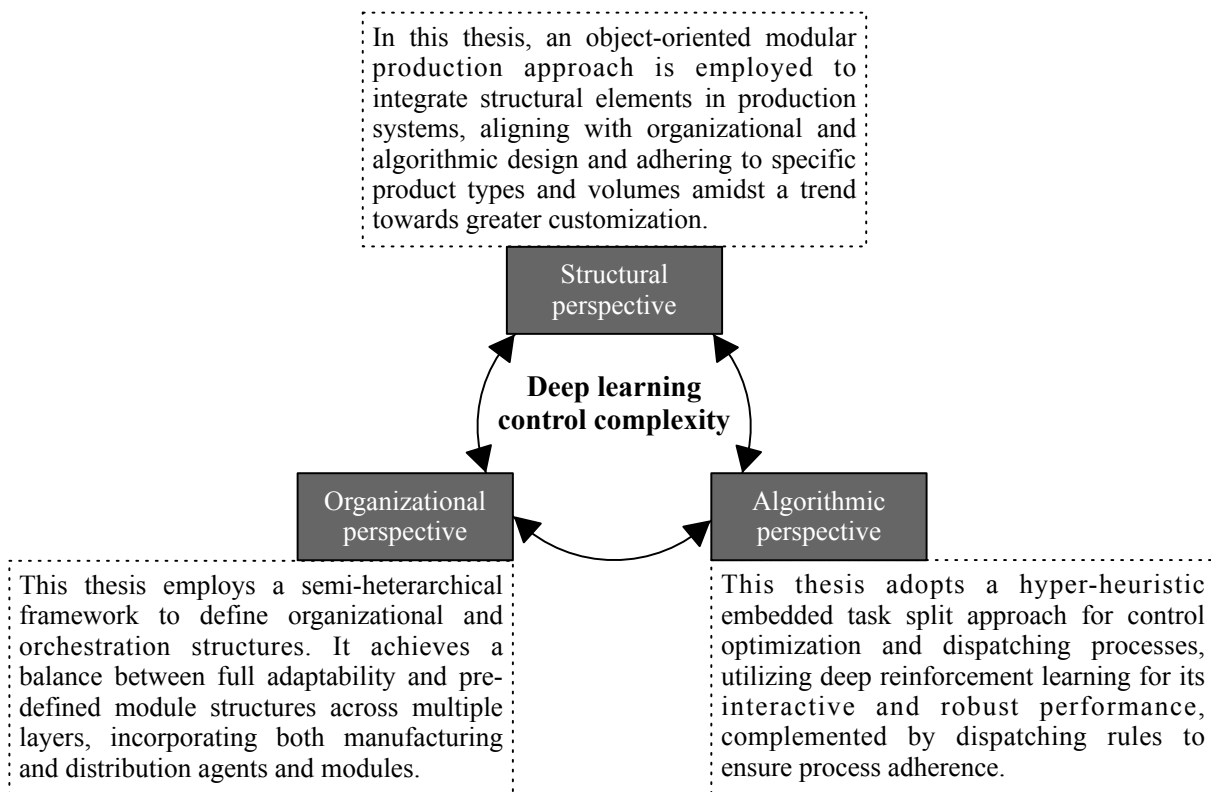 In this thesis, an object-oriented modular
production approach is employed to
integrate structural elements in production
systems, aligning with organizational and
algorithmic design and adhering to specific
product types and volumes amidst a trend
towards greater customization.
Structural
perspective
Deep learning
control complexity
Organizational
perspective
Algorithmic
perspective
This thesis employs a semi-heterarchical
framework to define organizational and
orchestration structures. It achieves a
balance between full adaptability and pre-
defined module structures across multiple
layers, incorporating both manufacturing
and distribution agents and modules.
This thesis adopts a hyper-heuristic
embedded task split approach for control
optimization and dispatching processes,
utilizing deep reinforcement learning for its
interactive and robust performance,
complemented by dispatching rules to
ensure process adherence.